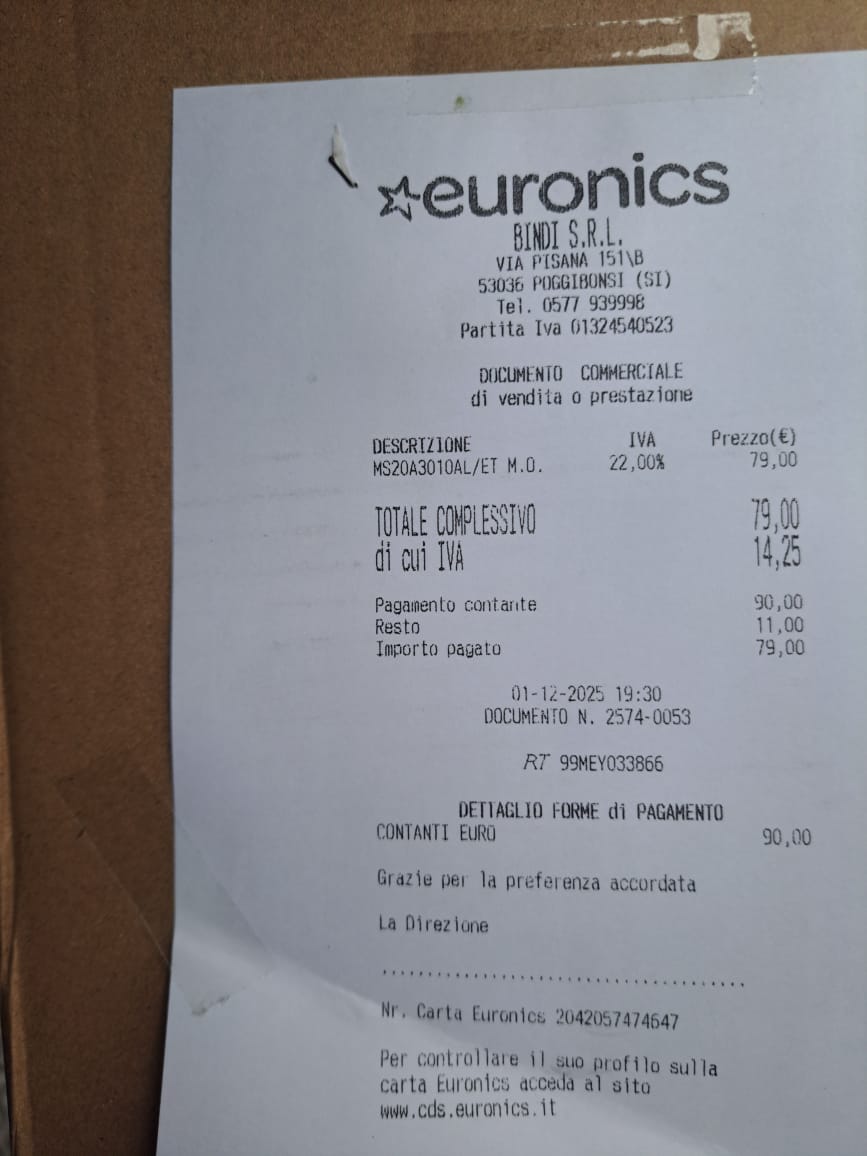 euronics
BINDI S.R.L.
VIA PISANA 151\B
53036 POGGIBONSI (SI)
Tel. 0577 939998
Partita Iva 01324540523
DOCUMENTO COMMERCIALE
di vendita o prestazione
DESCRIZIONE IVA Prezzo(€)
MS20A3010AL/ET M.O. 22,00% 79,00
TOTALE COMPLESSIVO 79,00
di cui IVA 14,25
Pagamento contante 90,00
Resto 11,00
Importo pagato 79,00
01-12-2025 19:30
DOCUMENTO N. 2574-0053
RT 99MEY033866
DETTAGLIO FORME di PAGAMENTO
CONTANTI EURO 90,00
Grazie per la preferenza accordata
La Direzione
.......................................
Nr. Carta Euronics 2042057474647
Per controllare il suo profilo sulla
carta Euronics acceda al sito
www.cds.euronics.it